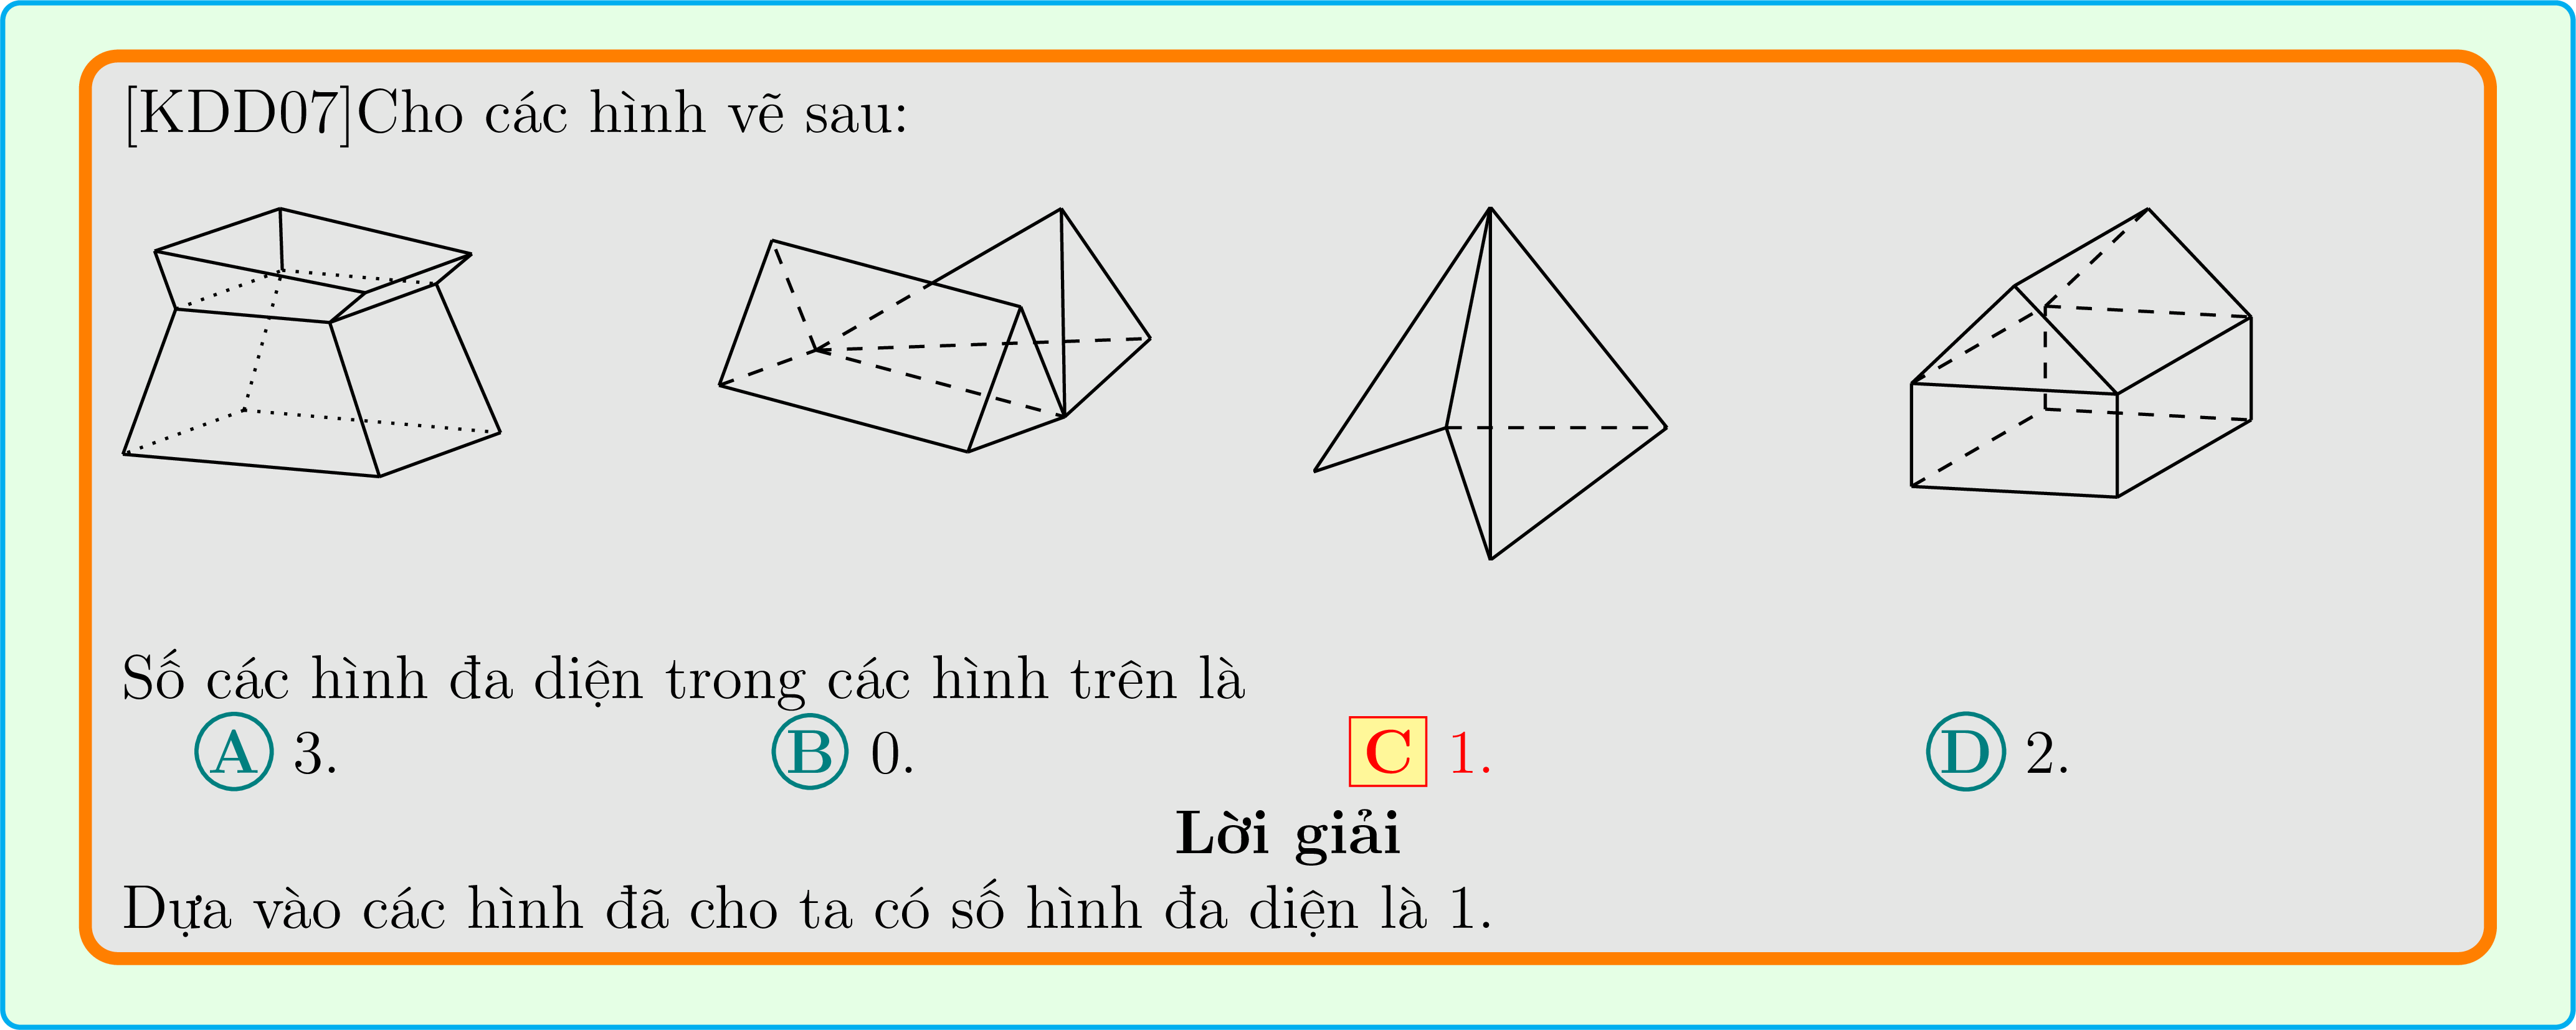 [KDD07]Cho các hình vẽ sau:
Số các hình đa diện trong các hình trên là
A 3. B 0. C 1. D 2.
Lời giải
Dựa vào các hình đã cho ta có số hình đa diện là 1.